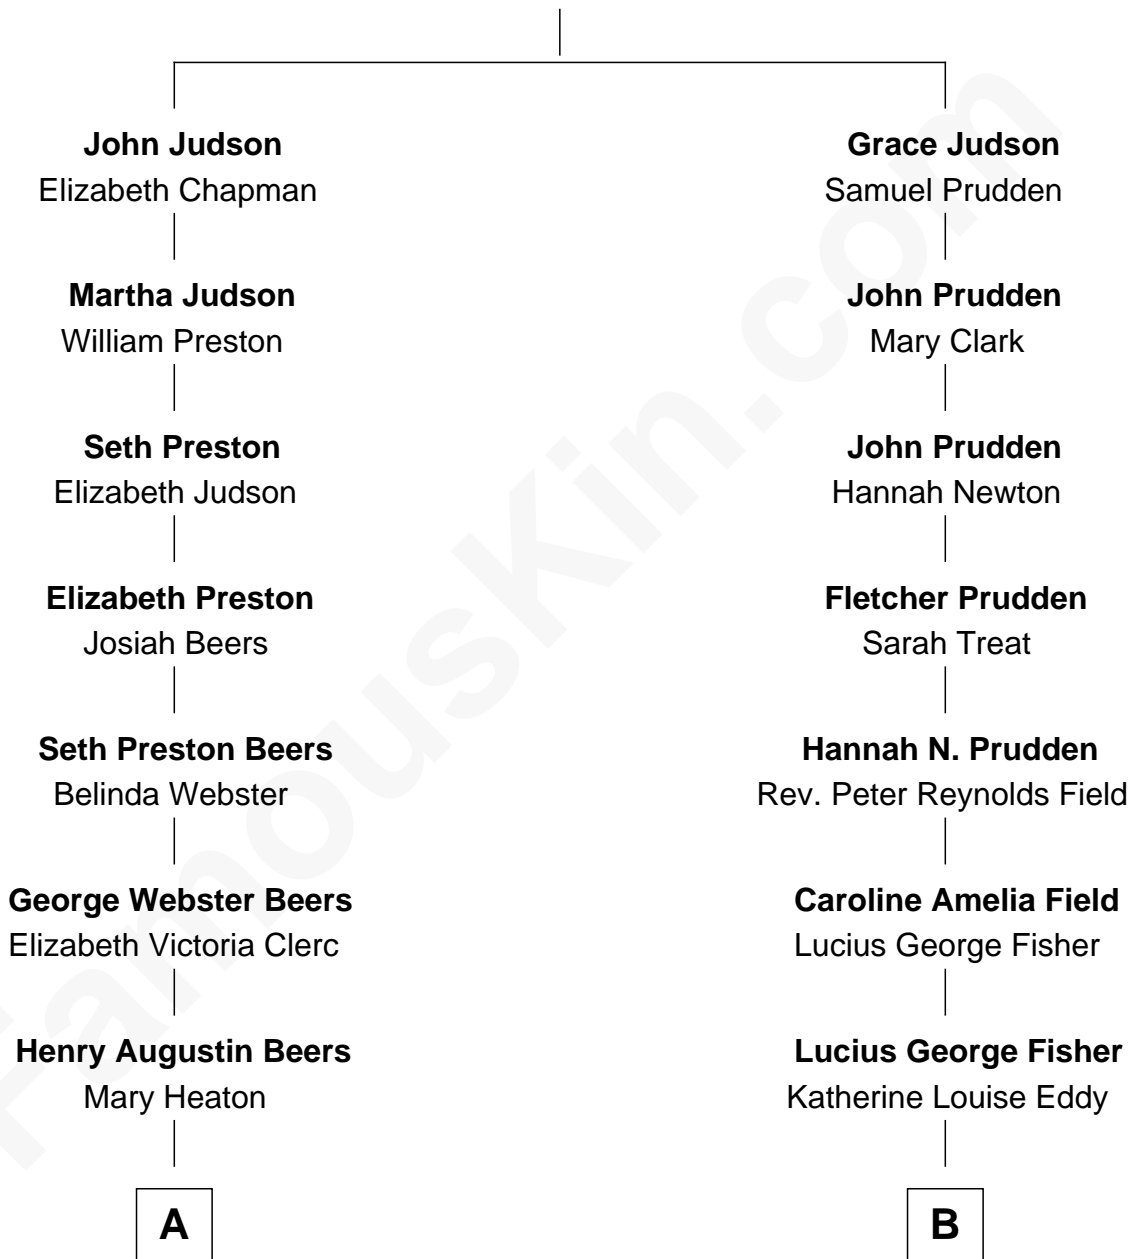 John Judson
Elizabeth Chapman
Martha Judson
William Preston
Seth Preston
Elizabeth Judson
Elizabeth Preston
Josiah Beers
Seth Preston Beers
Belinda Webster
George Webster Beers
Elizabeth Victoria Clerc
Henry Augustin Beers
Mary Heaton
A
Grace Judson
Samuel Prudden
John Prudden
Mary Clark
John Prudden
Hannah Newton
Fletcher Prudden
Sarah Treat
Hannah N. Prudden
Rev. Peter Reynolds Field
Caroline Amelia Field
Lucius George Fisher
Lucius George Fisher
Katherine Louise Eddy
B
FamousKin.com